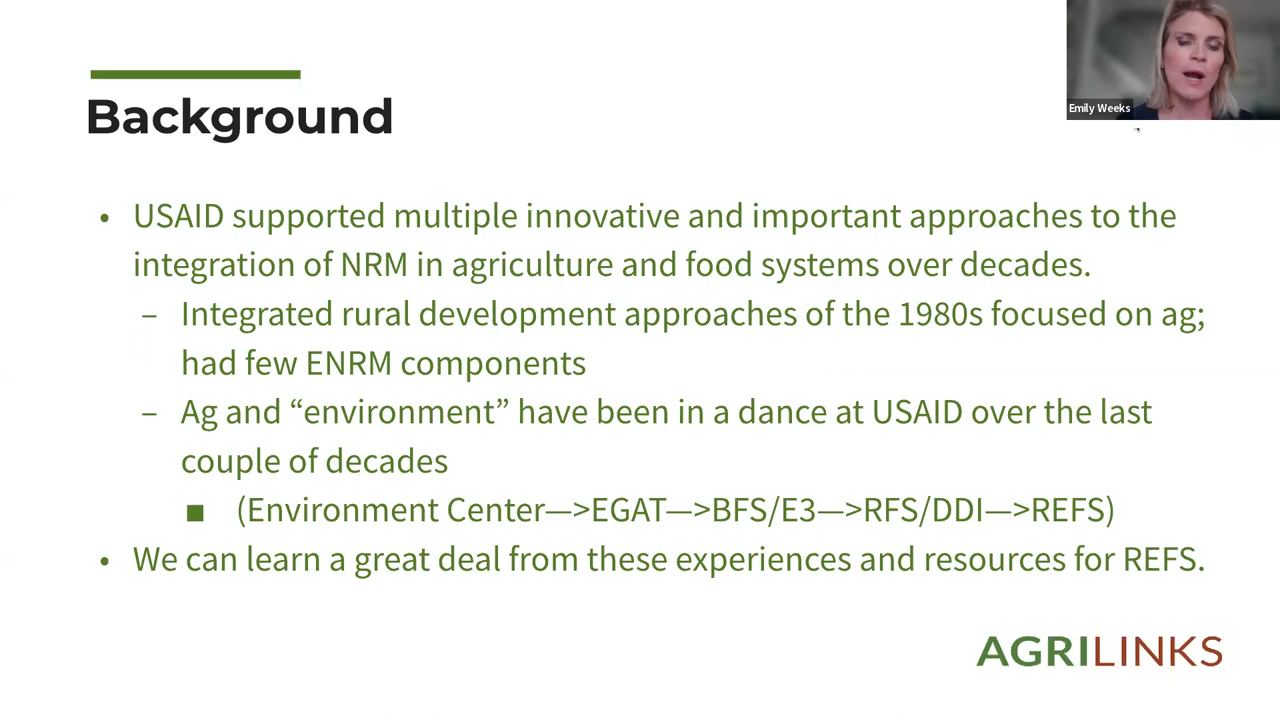 Emily Weeks
Background
• USAID supported multiple innovative and important approaches to the
integration of NRM in agriculture and food systems over decades.
– Integrated rural development approaches of the 1980s focused on ag;
had few ENRM components
– Ag and “environment” have been in a dance at USAID over the last
couple of decades
■ (Environment Center—>EGAT—>BFS/E3—>RFS/DDI—>REFS)
• We can learn a great deal from these experiences and resources for REFS.
AGRILINKS